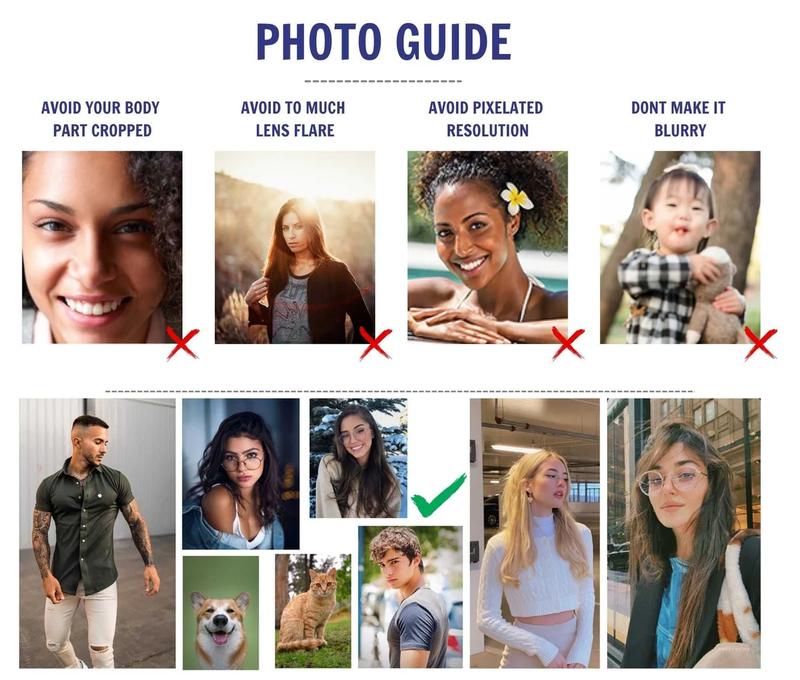 PHOTO GUIDE
AVOID YOUR BODY
PART CROPPED
AVOID TO MUCH
LENS FLARE
AVOID PIXELATED
RESOLUTION
DONT MAKE IT
BLURRY